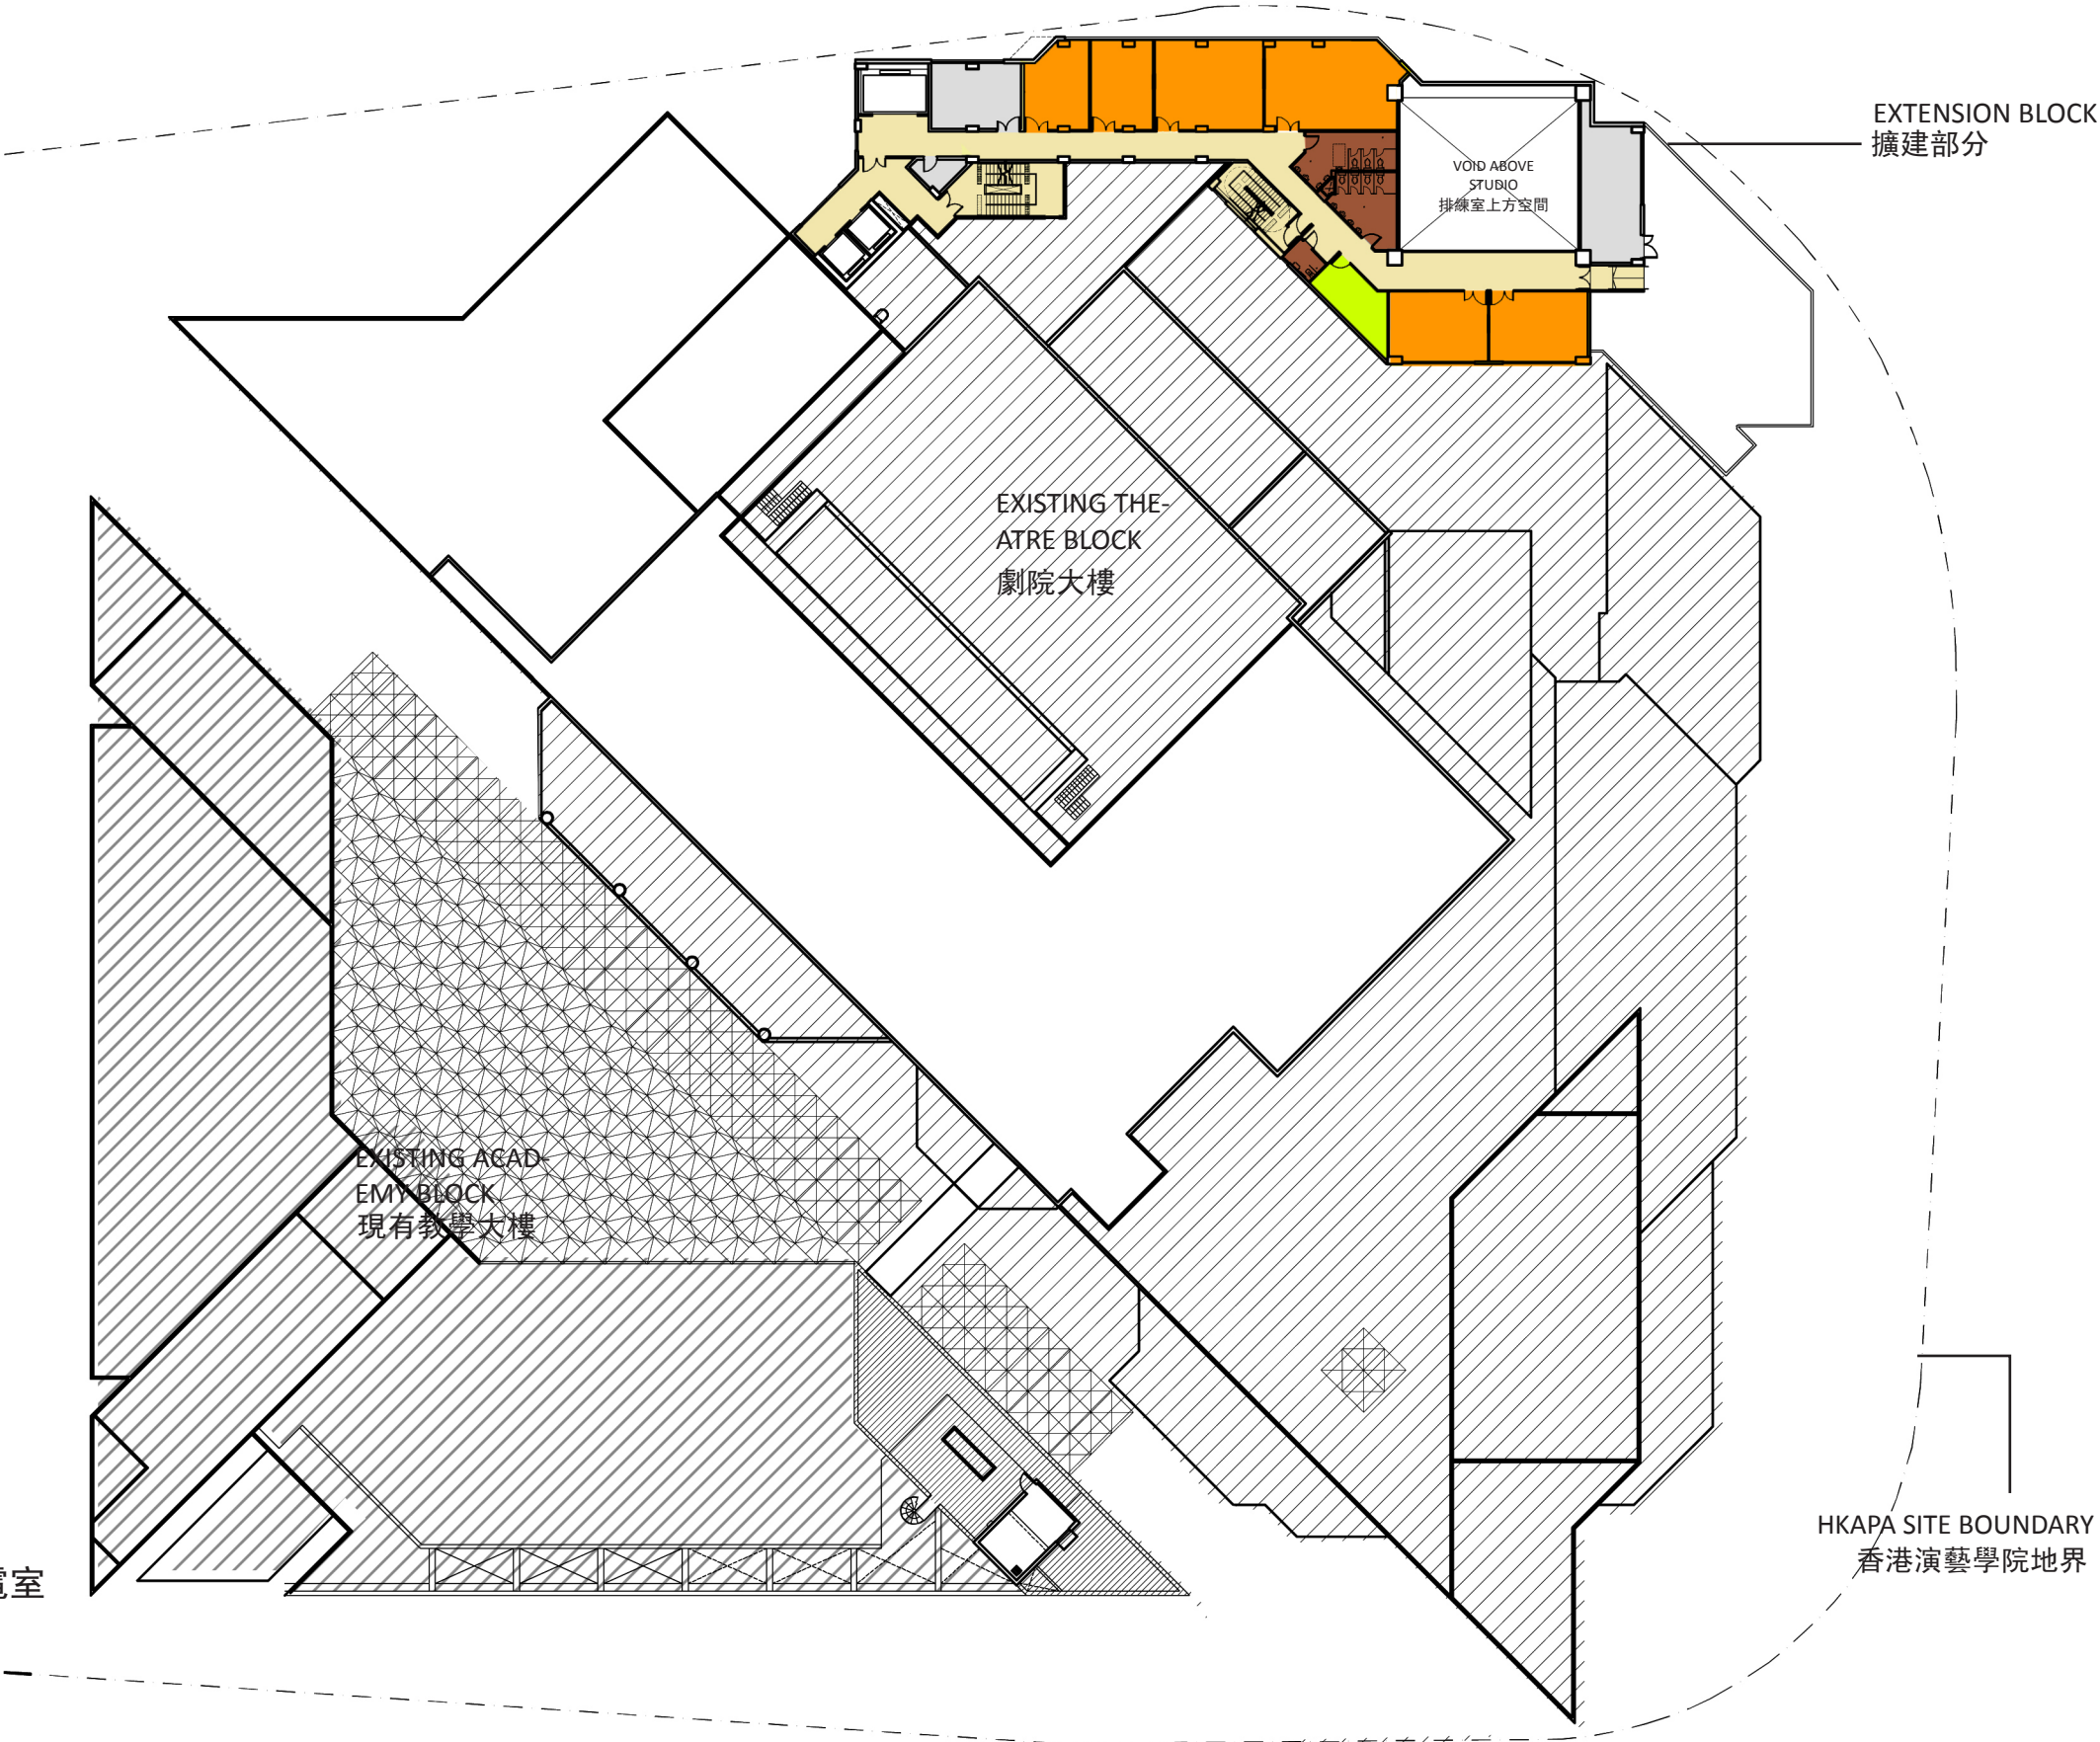 EXTENSION BLOCK
擴建部分
VOID ABOVE
STUDIO
排練室上方空間
EXISTING THE-
ATRE BLOCK
劇院大樓
EXISTING ACAD-
EMY BLOCK
現有教學大樓
HKAPA SITE BOUNDARY
香港演藝學院地界
室